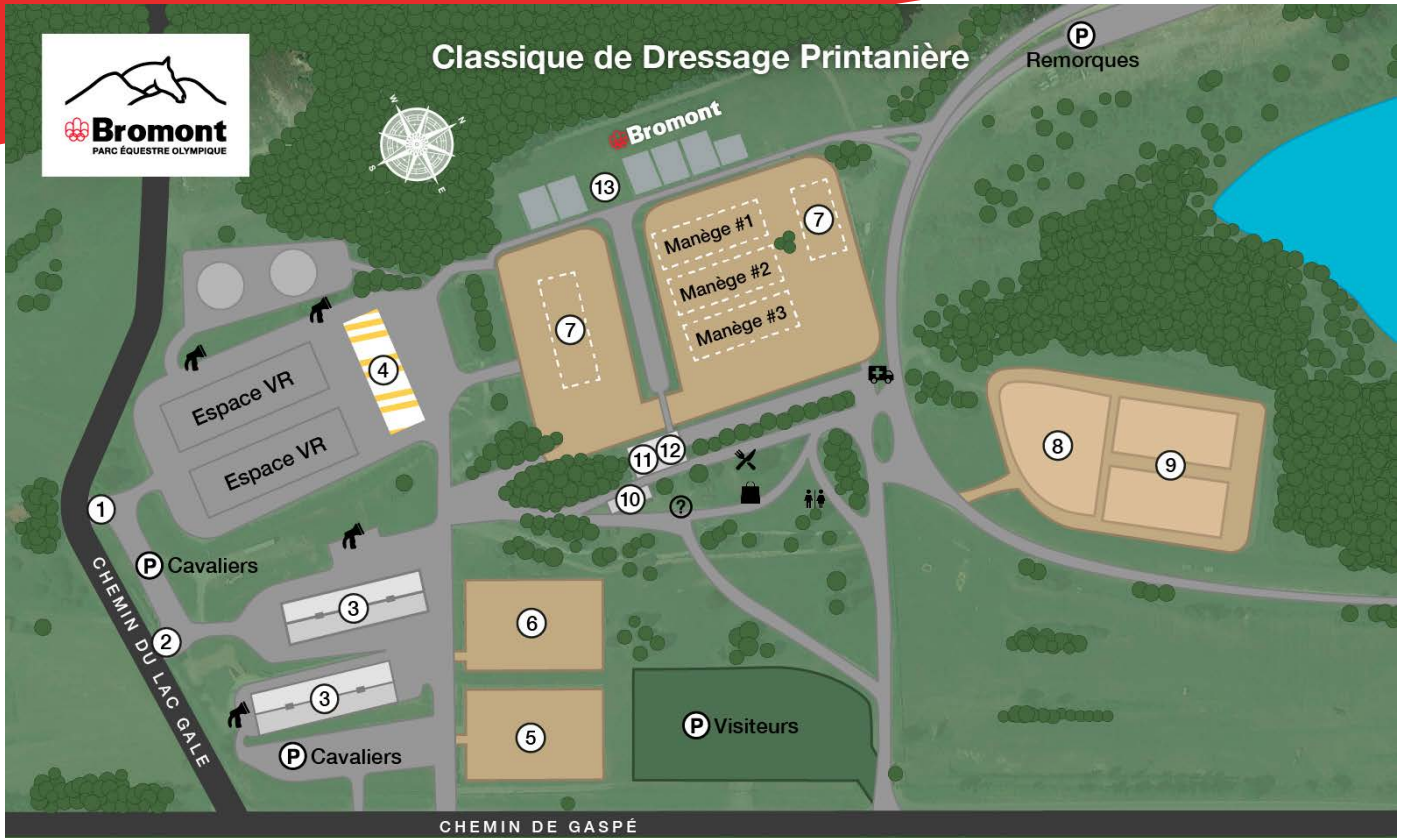 Classique de Dressage Printanière
P
Remorques
Bromont
PARC ÉQUESTRE OLYMPIQUE
W
N
S
E
Bromont
13
Manège #1
7
Manège #2
Manège #3
7
4
Espace VR
Espace VR
8
9
12
11
10
?
1
P Cavaliers
3
6
2
3
P Visiteurs
5
P Cavaliers
CHEMIN DU LAC GALE
CHEMIN DE GASPÉ